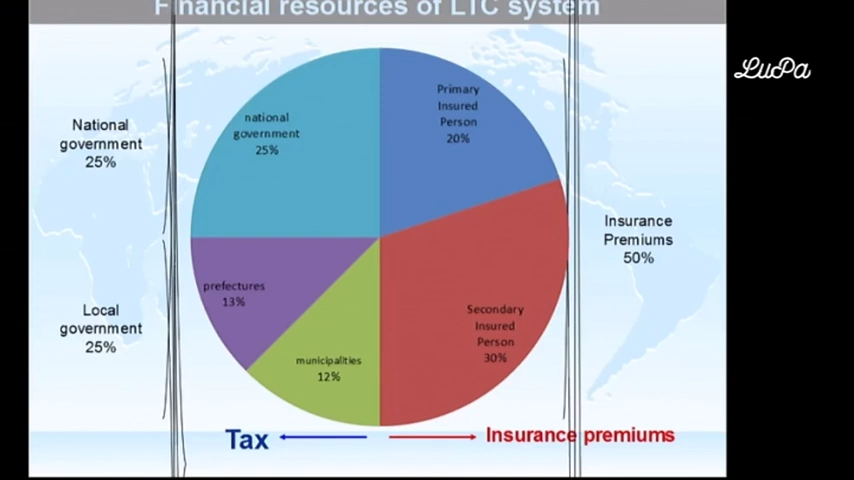 Financial resources of LTC system
LuPa
National
government
25%
national
government
25%
Primary
Insured
Person
20%
Insurance
Premiums
50%
prefectures
13%
Local
government
25%
Secondary
Insured
Person
30%
municipalities
12%
Tax
Insurance premiums